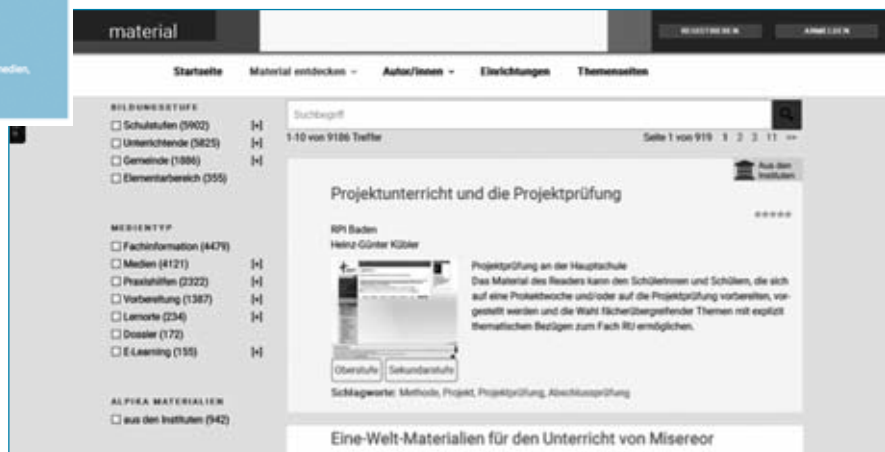 nedien,
material
REGISTRIEREN
ANMELDEN
Startseite
Material entdecken
Autor/innen
Einrichtungen
Themenseiten
BILDUNGSSTUFE
Schulstufen (5902) [+]
Unterrichtende (5825) [+]
Gemeinde (1886) [+]
Elementarbereich (355)
MEDIENTYP
Fachinformation (4479)
Medien (4121) [+]
Praxishilfen (2322) [+]
Vorbereitung (1387) [+]
Lernorte (234) [+]
Dossier (172)
E-Learning (155) [+]
ALPIKA MATERIALIEN
aus den Instituten (942)
Suchbegriff
1-10 von 9186 Treffer
Seite 1 von 919 1 2 3 11 >>
Aus den
Instituten
Projektunterricht und die Projektprüfung
RPI Baden
Heinz-Günter Kübler
Projektprüfung an der Hauptschule
Das Material des Readers kann den Schülerinnen und Schülern, die sich
auf eine Prokektwoche und/oder auf die Projektprüfung vorbereiten, vor-
gestellt werden und die Wahl fächerübergreifender Themen mit explizit
thematischen Bezügen zum Fach RU ermöglichen.
Oberstufe
Sekundarstufe
Schlagworte: Methode, Projekt, Projektprüfung, Abschlussprüfung
Eine-Welt-Materialien für den Unterricht von Misereor